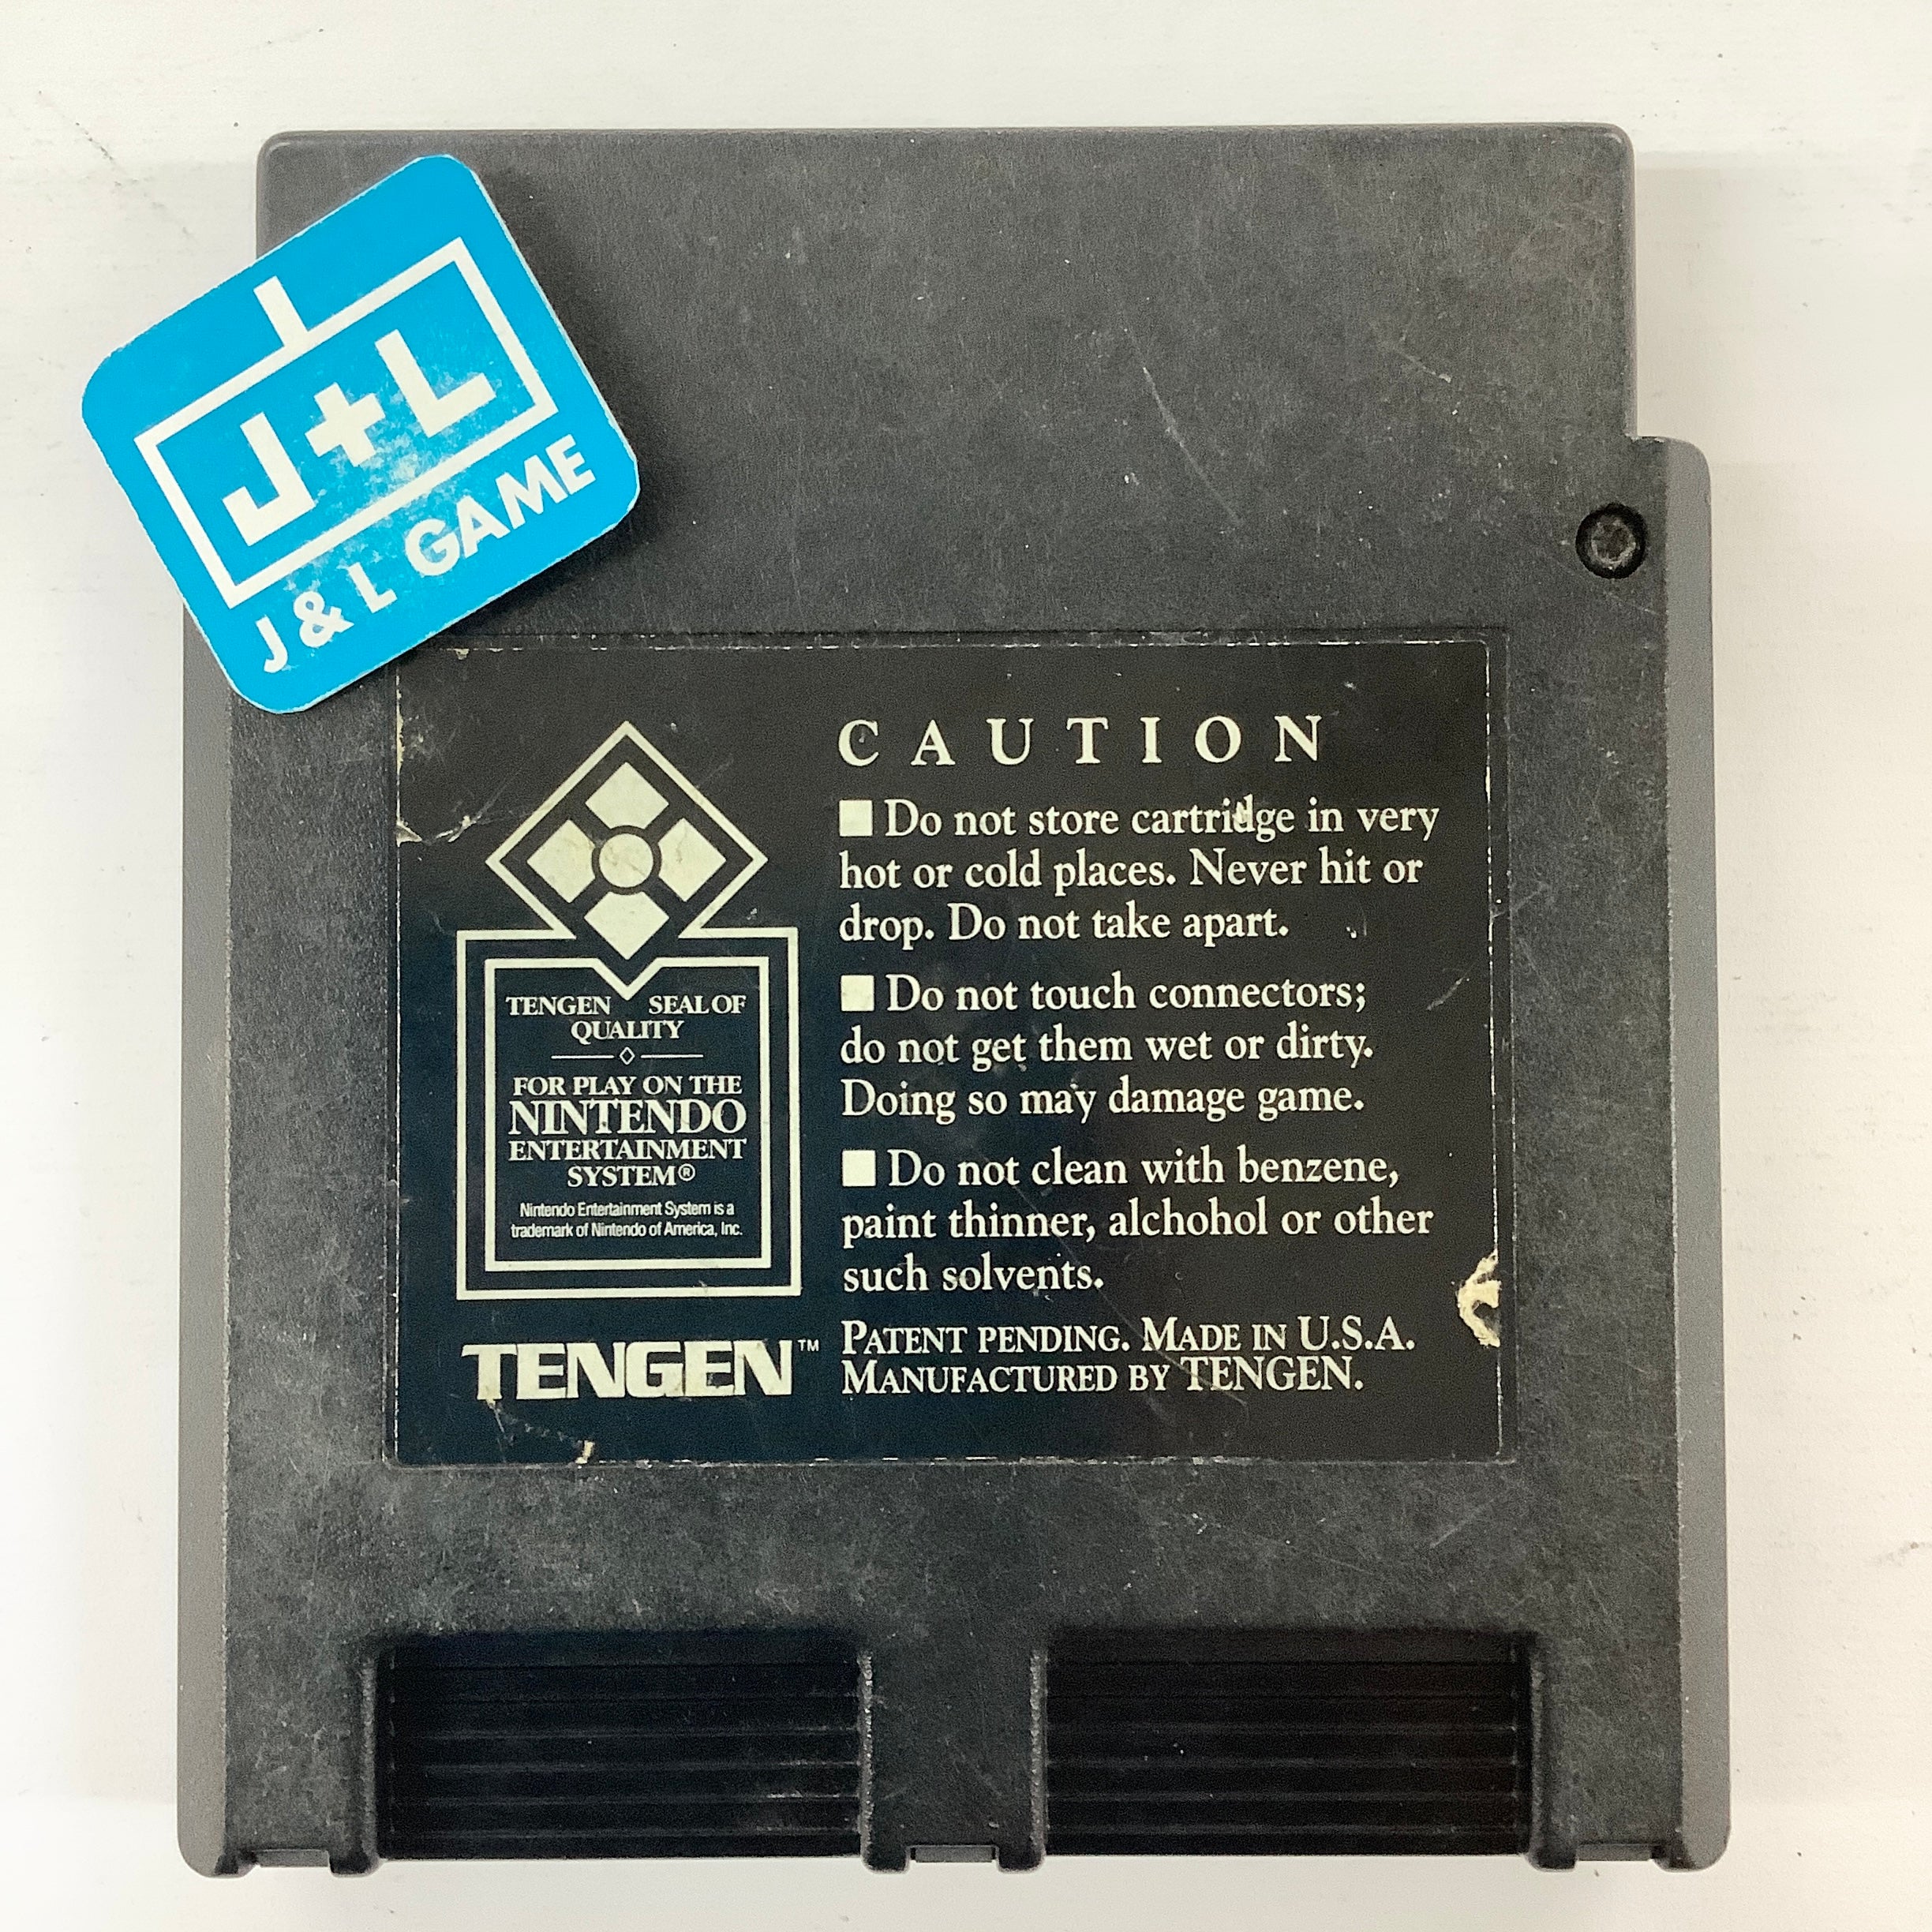 J+L
J & L GAME
CAUTION
■ Do not store cartridge in very
hot or cold places. Never hit or
drop. Do not take apart.
■ Do not touch connectors;
do not get them wet or dirty.
Doing so may damage game.
■ Do not clean with benzene,
paint thinner, alchohol or other
such solvents.
PATENT PENDING. MADE IN U.S.A.
MANUFACTURED BY TENGEN.
TENGEN SEAL OF
QUALITY
FOR PLAY ON THE
NINTENDO
ENTERTAINMENT
SYSTEM®
Nintendo Entertainment System is a
trademark of Nintendo of America, Inc.
TENGEN™